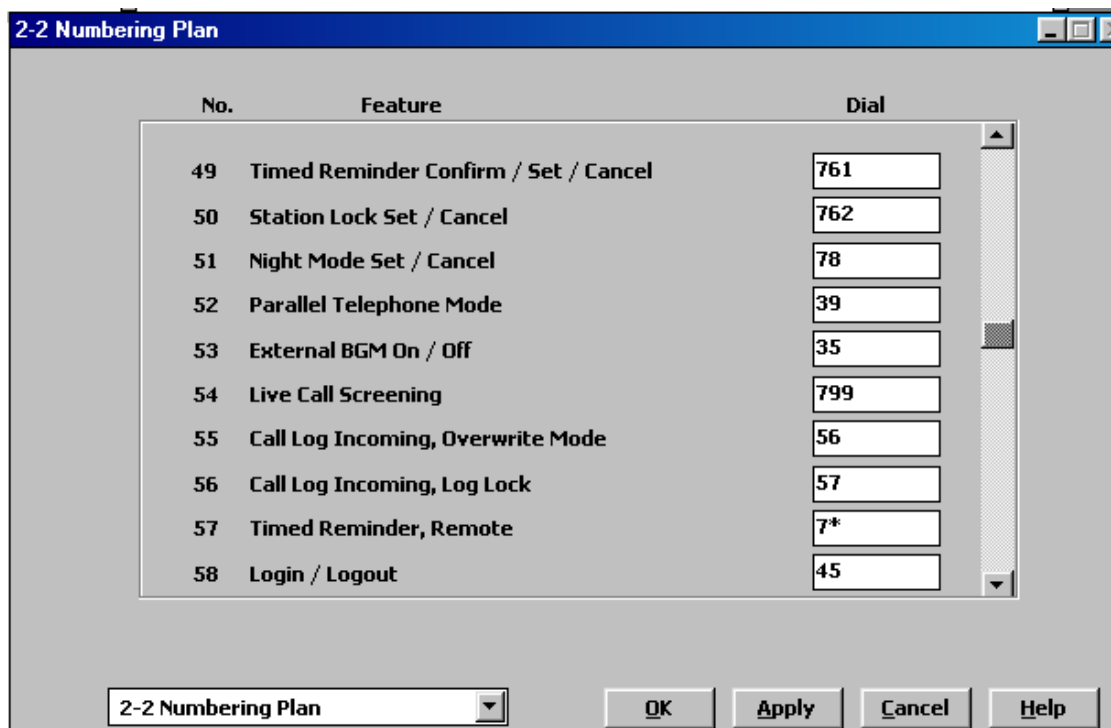 2-2 Numbering Plan
No. Feature Dial
49 Timed Reminder Confirm / Set / Cancel 761
50 Station Lock Set / Cancel 762
51 Night Mode Set / Cancel 78
52 Parallel Telephone Mode 39
53 External BGM On / Off 35
54 Live Call Screening 799
55 Call Log Incoming, Overwrite Mode 56
56 Call Log Incoming, Log Lock 57
57 Timed Reminder, Remote 7*
58 Login / Logout 45
2-2 Numbering Plan OK Apply Cancel Help